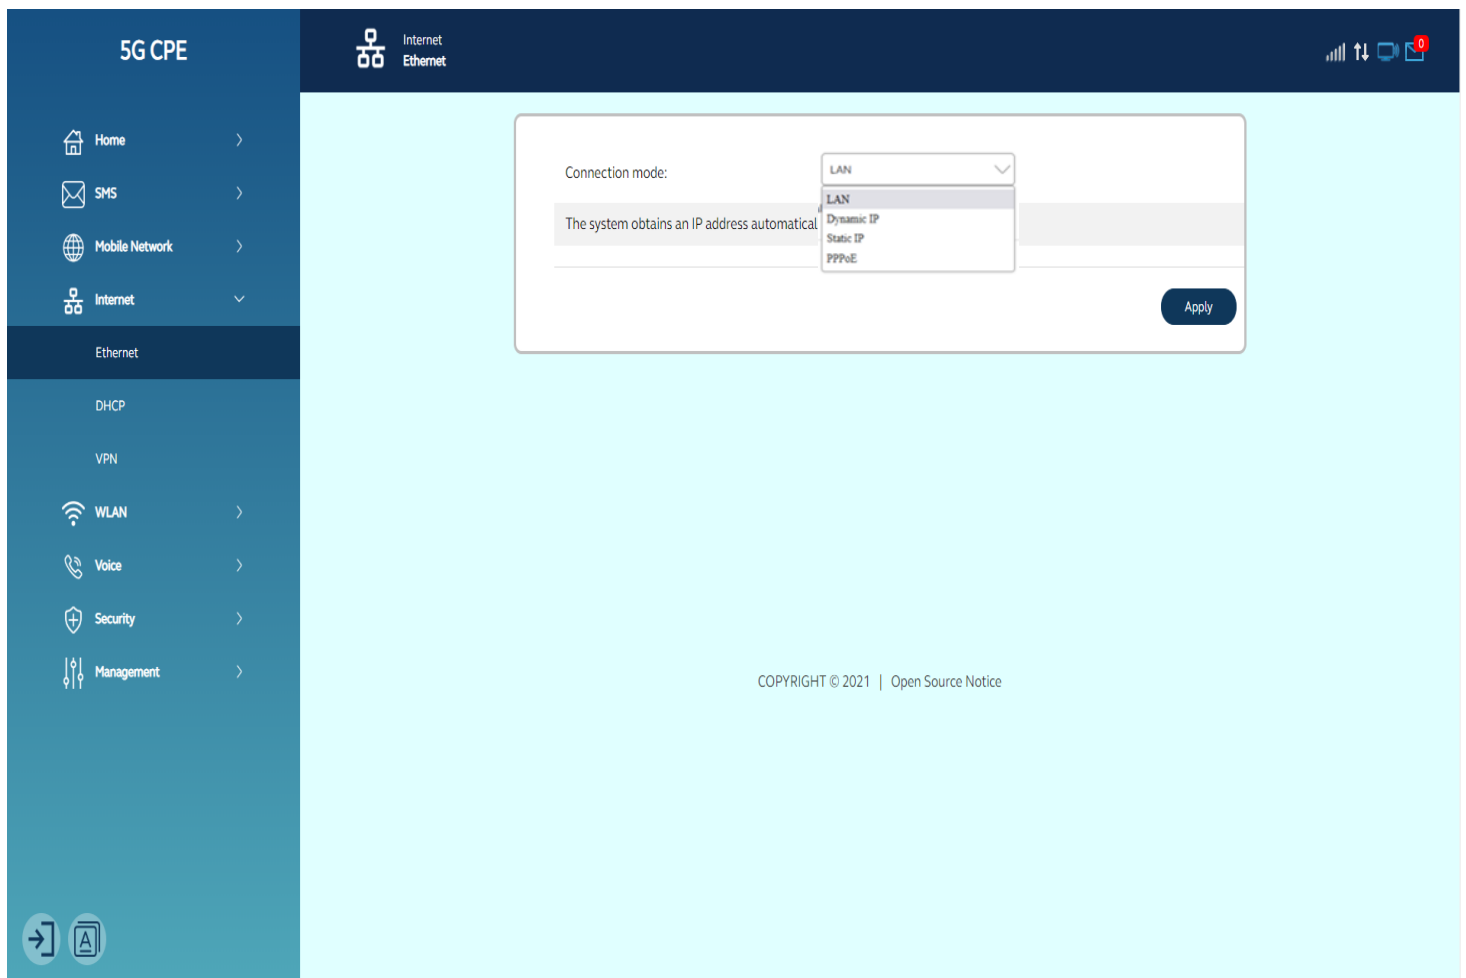 5G CPE
Internet
Ethernet
0
Home
SMS
Mobile Network
Internet
Ethernet
DHCP
VPN
WLAN
Voice
Security
Management
Connection mode:
LAN
LAN
Dynamic IP
Static IP
PPPoE
The system obtains an IP address automatical
Apply
COPYRIGHT © 2021 | Open Source Notice
A